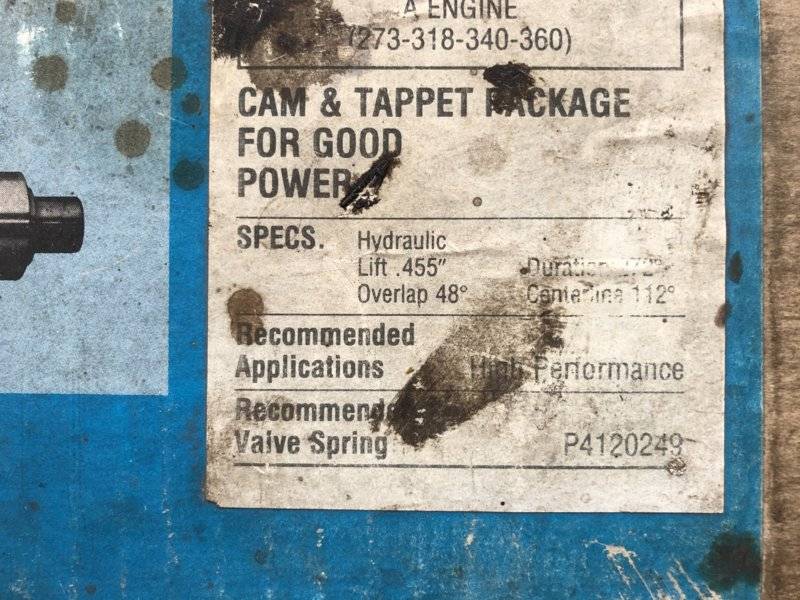 A ENGINE
(273-318-340-360)
CAM & TAPPET PACKAGE
FOR GOOD
POWER
SPECS. Hydraulic
Lift .455" Duration
Overlap 48° Centerline 112°
Recommended
Applications High Performance
Recommended
Valve Spring P4120249